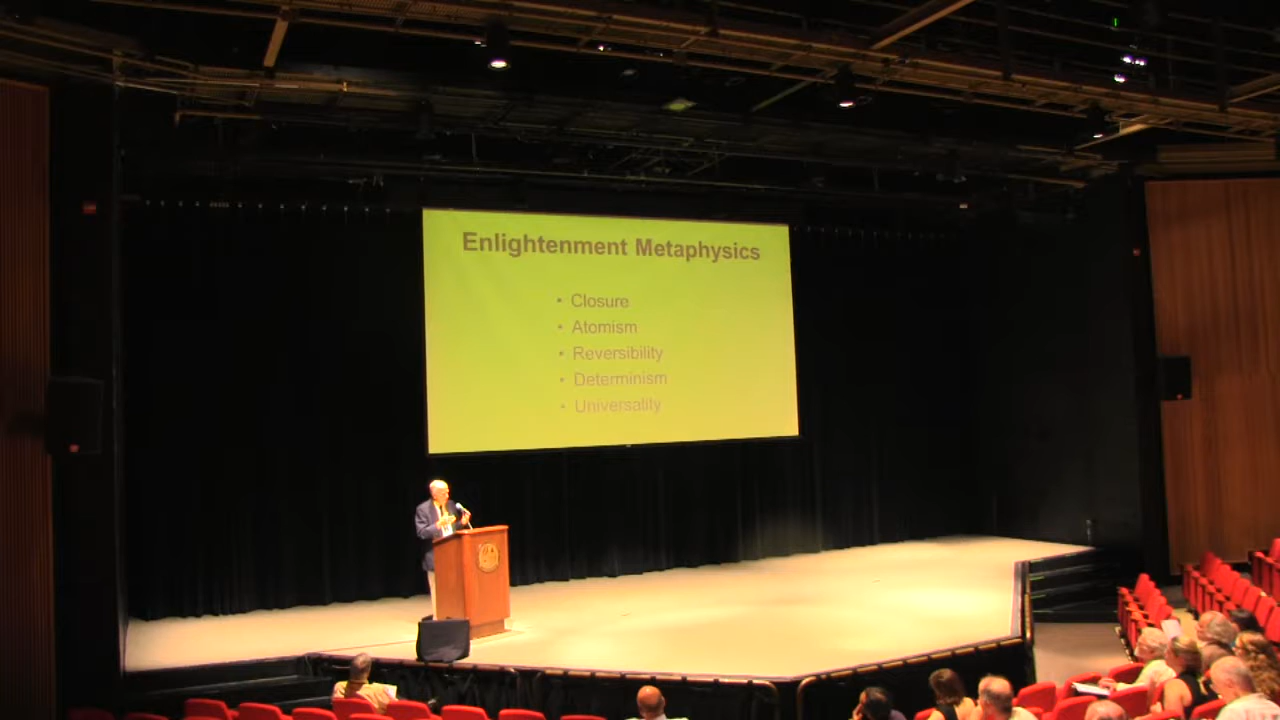 Enlightenment Metaphysics
• Closure
• Atomism
• Reversibility
• Determinism
• Universality